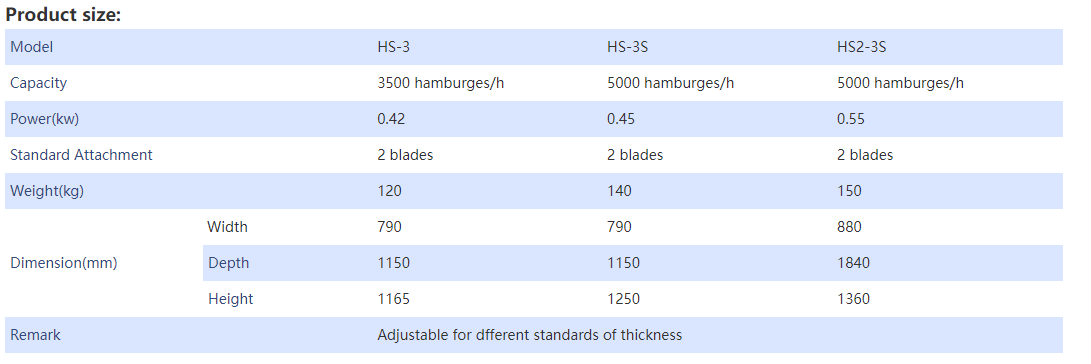 Product size:
Model HS-3 HS-3S HS2-3S
Capacity 3500 hamburges/h 5000 hamburges/h 5000 hamburges/h
Power(kw) 0.42 0.45 0.55
Standard Attachment 2 blades 2 blades 2 blades
Weight(kg) 120 140 150
Dimension(mm)
Width 790 790 880
Depth 1150 1150 1840
Height 1165 1250 1360
Remark Adjustable for dfferent standards of thickness